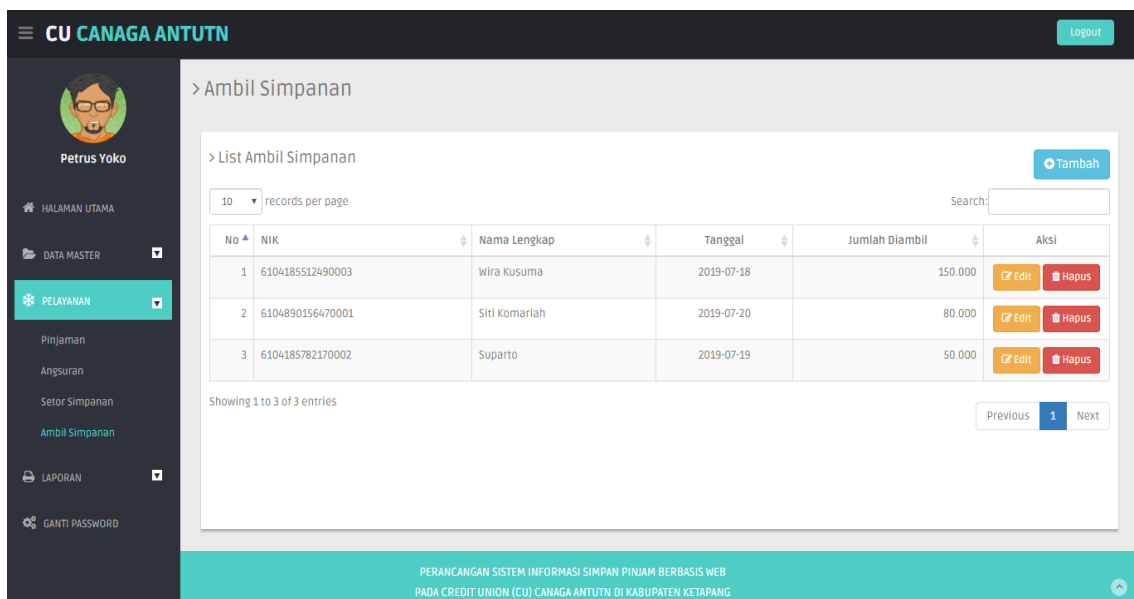 CU CANAGA ANTUTN
Logout
Petrus Yoko
HALAMAN UTAMA
DATA MASTER
PELAYANAN
Pinjaman
Angsuran
Setor Simpanan
Ambil Simpanan
LAPORAN
GANTI PASSWORD
> Ambil Simpanan
> List Ambil Simpanan
Tambah
10 records per page
Search:
No NIK Nama Lengkap Tanggal Jumlah Diambil Aksi
1 6104185512490003 Wira Kusuma 2019-07-18 150.000 Edit Hapus
2 6104890156470001 Siti Komariah 2019-07-20 80.000 Edit Hapus
3 6104185782170002 Suparto 2019-07-19 50.000 Edit Hapus
Showing 1 to 3 of 3 entries
Previous 1 Next
PERANCANGAN SISTEM INFORMASI SIMPAN PINJAM BERBASIS WEB
PADA CREDIT UNION (CU) CANAGA ANTUTN DI KABUPATEN KETAPANG